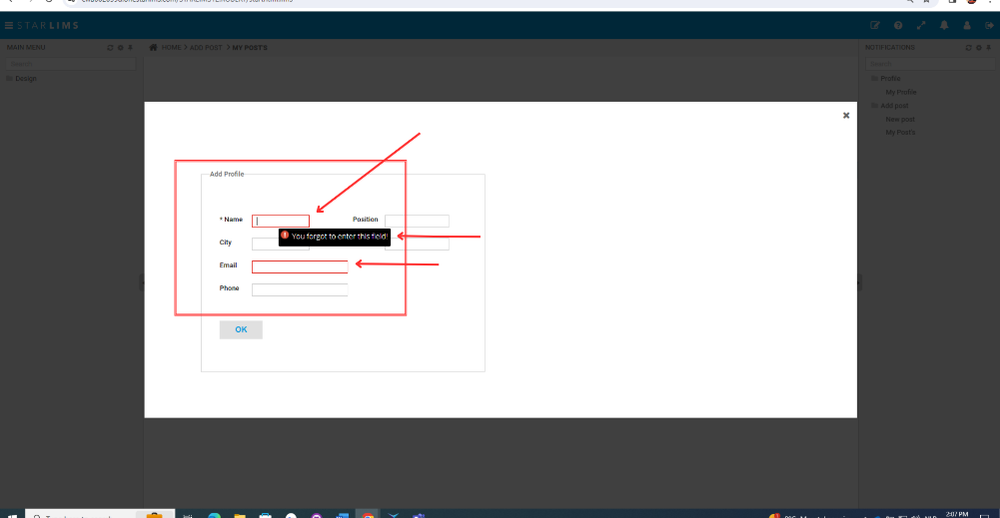 STARLIMS
MAIN MENU
HOME > ADD POST > MY POST'S
NOTIFICATIONS
Search
Search
Design
Profile
My Profile
Add post
New post
My Post's
Add Profile
* Name
Position
You forgot to enter this field!
City
Email
Phone
OK
2:07 PM